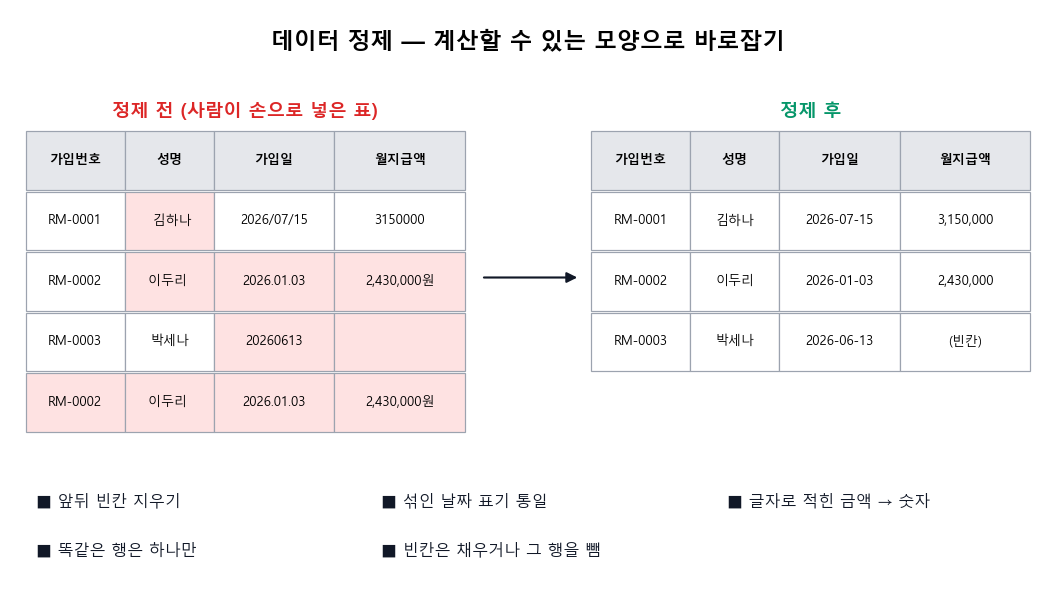 데이터 정제 — 계산할 수 있는 모양으로 바로잡기
정제 전 (사람이 손으로 넣은 표)
가입번호 성명 가입일 월지급액
RM-0001 김하나 2026/07/15 3150000
RM-0002 이두리 2026.01.03 2,430,000원
RM-0003 박세나 20260613
RM-0002 이두리 2026.01.03 2,430,000원
정제 후
가입번호 성명 가입일 월지급액
RM-0001 김하나 2026-07-15 3,150,000
RM-0002 이두리 2026-01-03 2,430,000
RM-0003 박세나 2026-06-13 (빈칸)
■ 앞뒤 빈칸 지우기
■ 섞인 날짜 표기 통일
■ 글자로 적힌 금액 → 숫자
■ 똑같은 행은 하나만
■ 빈칸은 채우거나 그 행을 뺌